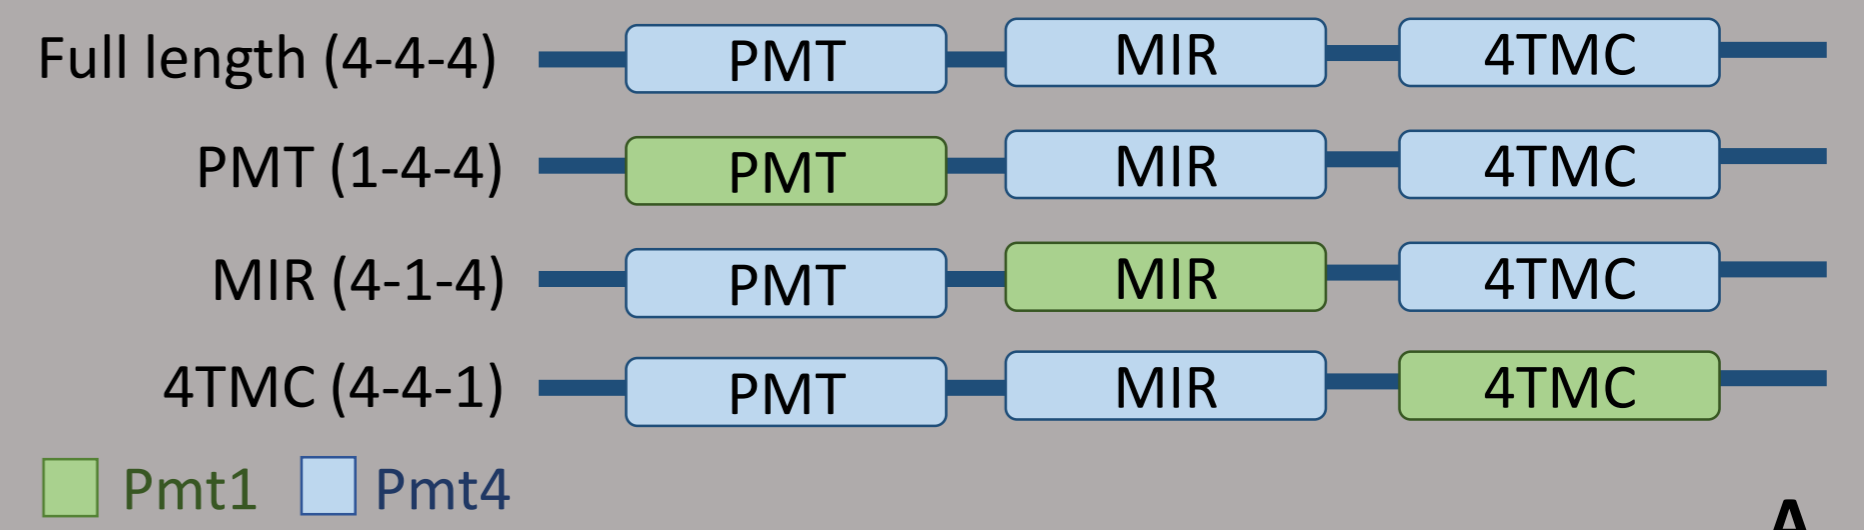 Full length (4-4-4) PMT MIR 4TMC
PMT (1-4-4) PMT MIR 4TMC
MIR (4-1-4) PMT MIR 4TMC
4TMC (4-4-1) PMT MIR 4TMC
Pmt1 Pmt4
A